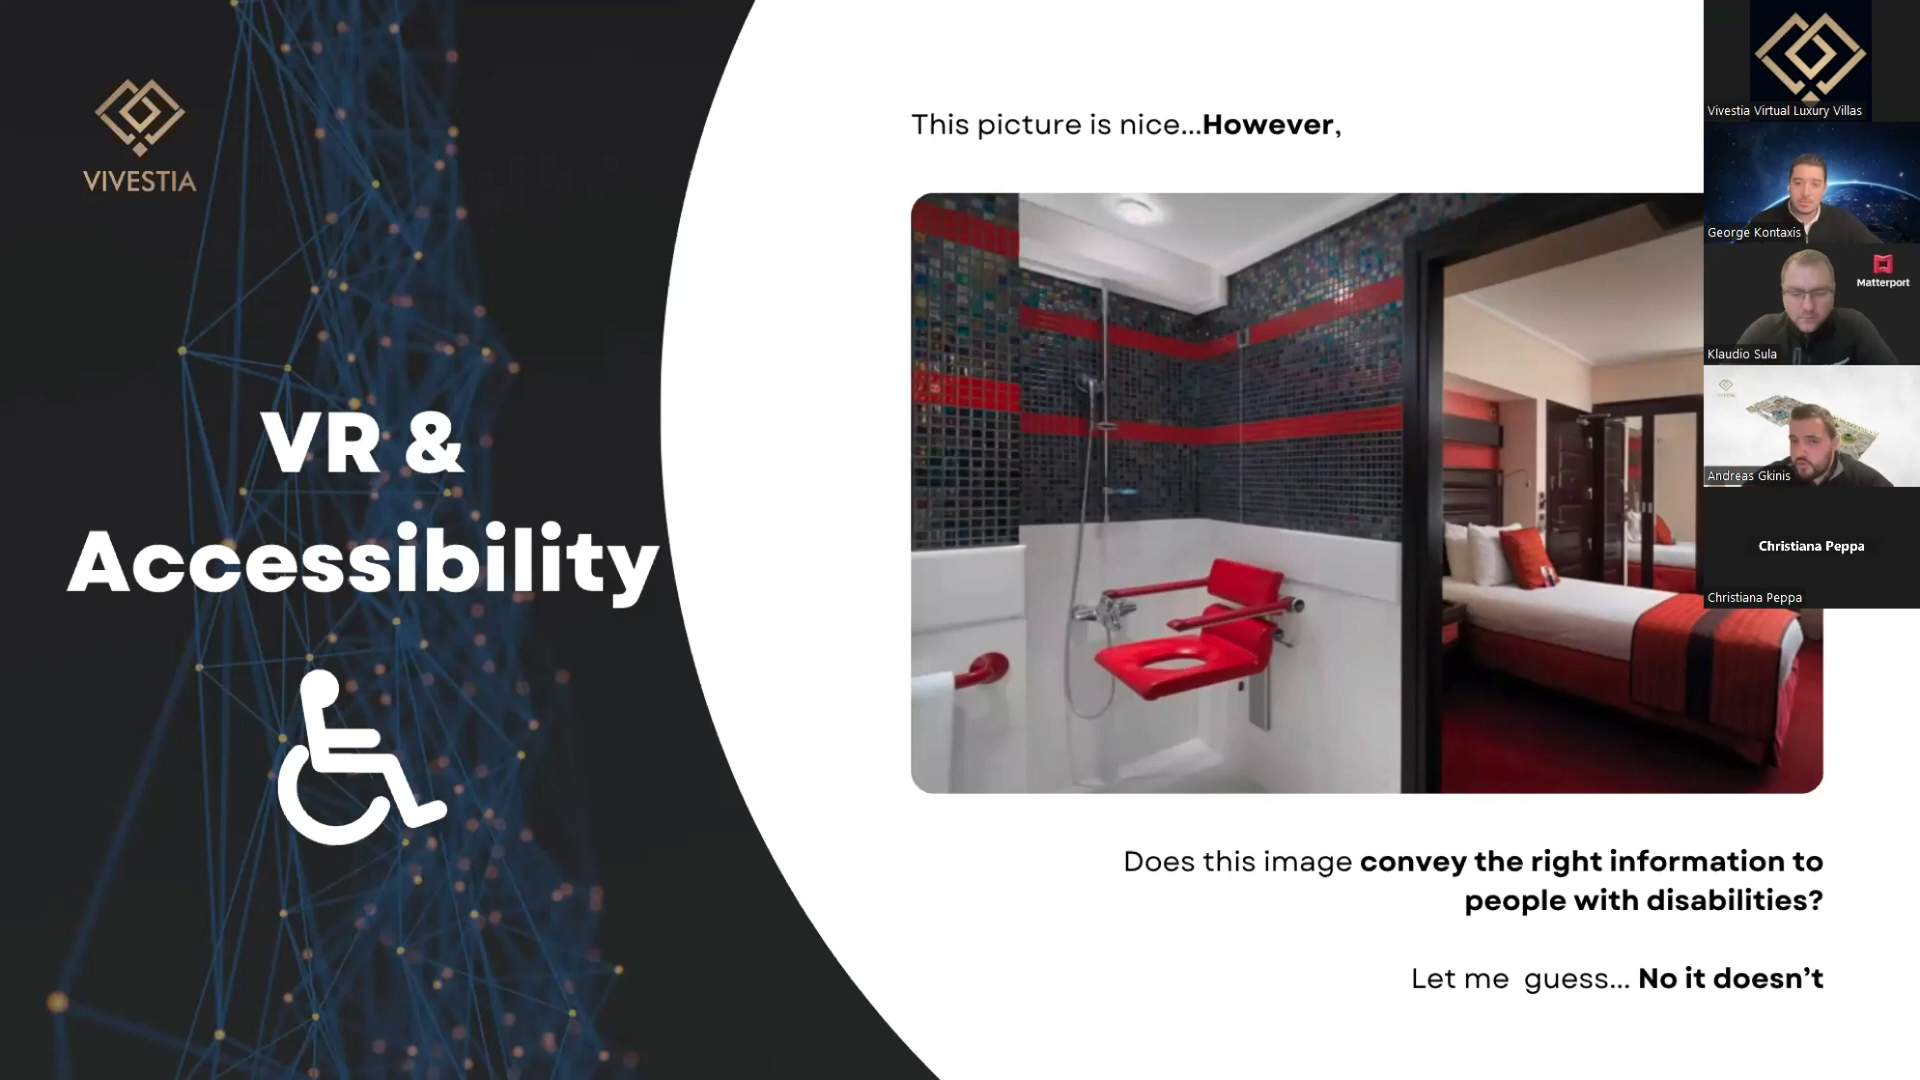 VIVESTIA
VR &
Accessibility
This picture is nice...However,
Does this image convey the right information to
people with disabilities?
Let me guess... No it doesn’t
Vivestia Virtual Luxury Villas
George Kontaxis
Matterport
Klaudio Sula
Andreas Gkinis
Christiana Peppa
Christiana Peppa